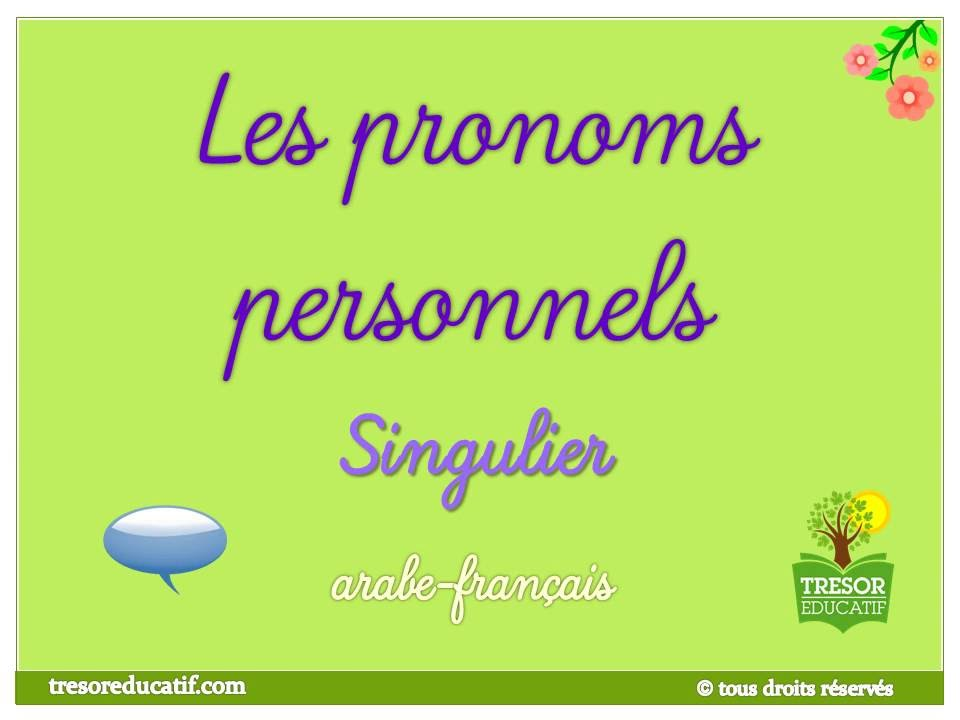 Les pronoms
personnels
Singulier
arabe-français
TRESOR
EDUCATIF
tresoreducatif.com
© tous droits réservés